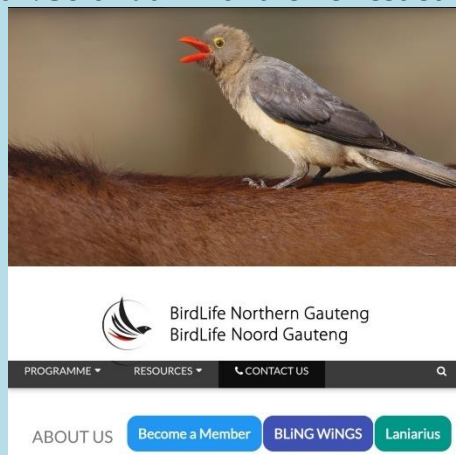 BirdLife Northern Gauteng
BirdLife Noord Gauteng
PROGRAMME RESOURCES CONTACT US
ABOUT US Become a Member BLiNG WiNGS Laniarius